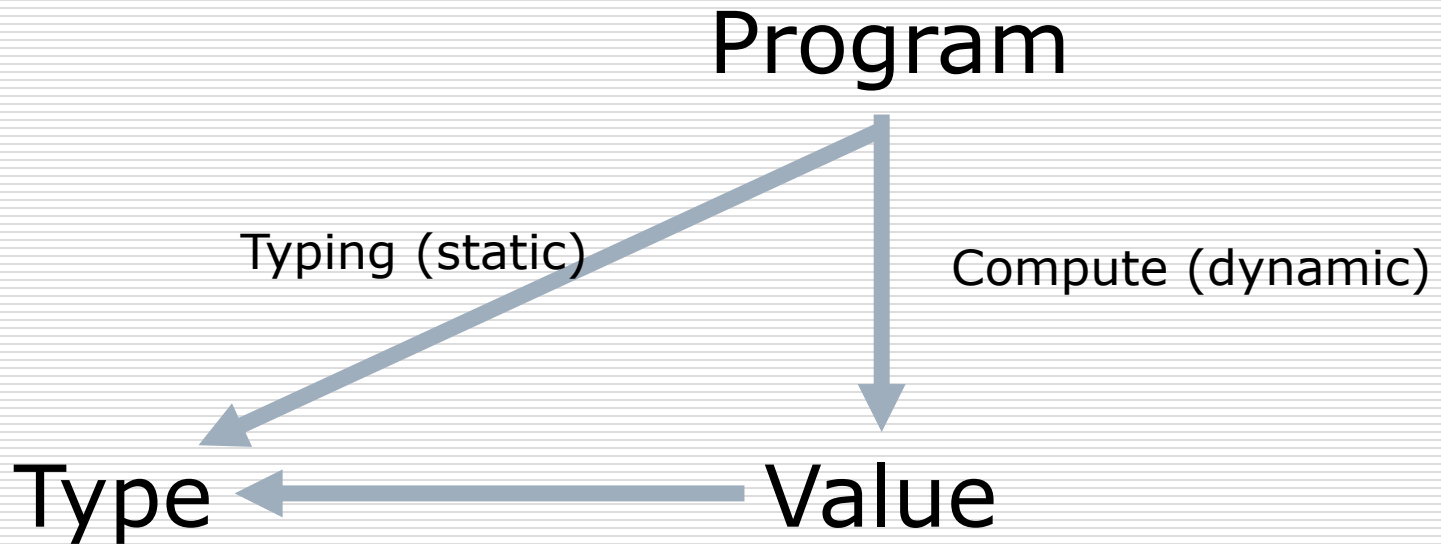 Program
Typing (static)
Compute (dynamic)
Type
Value